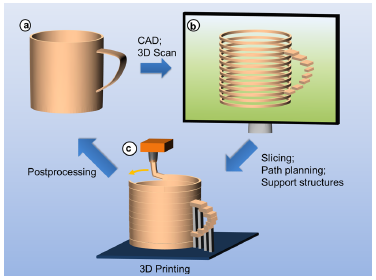 a
CAD;
3D Scan
b
Slicing;
Path planning;
Support structures
c
Postprocessing
3D Printing